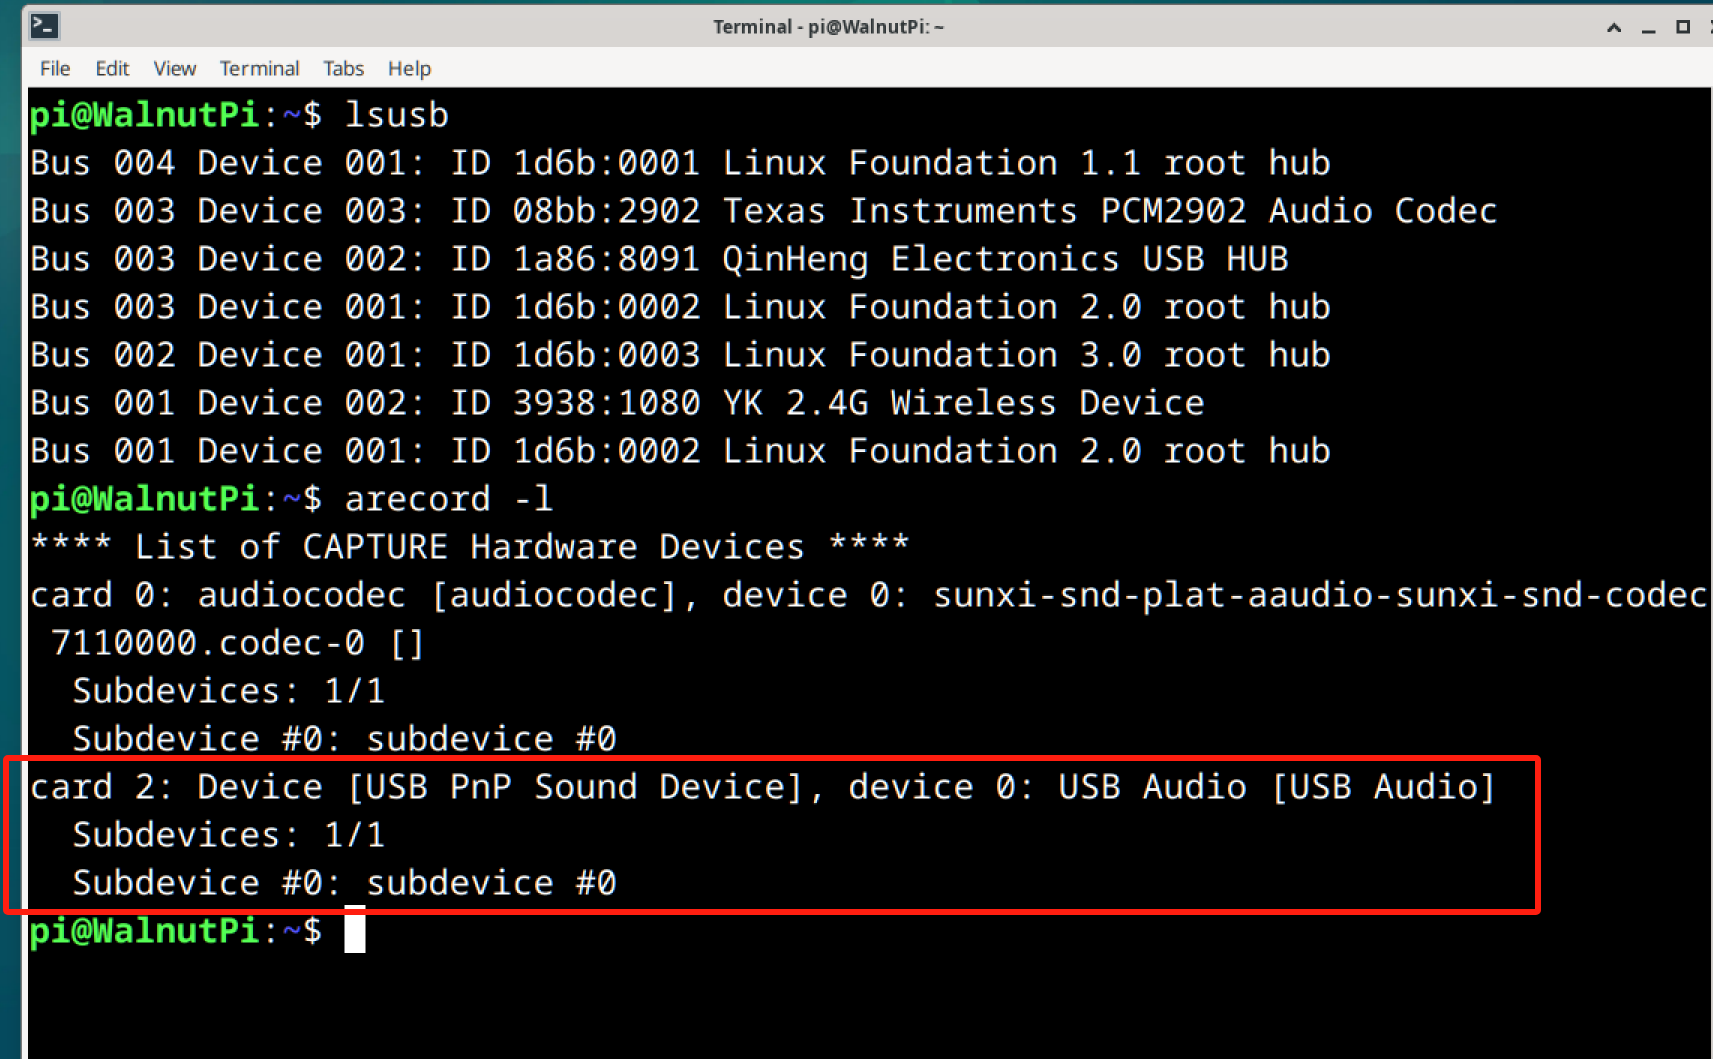 Terminal - pi@WalnutPi: ~
File Edit View Terminal Tabs Help
pi@WalnutPi:~$ lsusb
Bus 004 Device 001: ID 1d6b:0001 Linux Foundation 1.1 root hub
Bus 003 Device 003: ID 08bb:2902 Texas Instruments PCM2902 Audio Codec
Bus 003 Device 002: ID 1a86:8091 QinHeng Electronics USB HUB
Bus 003 Device 001: ID 1d6b:0002 Linux Foundation 2.0 root hub
Bus 002 Device 001: ID 1d6b:0003 Linux Foundation 3.0 root hub
Bus 001 Device 002: ID 3938:1080 YK 2.4G Wireless Device
Bus 001 Device 001: ID 1d6b:0002 Linux Foundation 2.0 root hub
pi@WalnutPi:~$ arecord -l
**** List of CAPTURE Hardware Devices ****
card 0: audiocodec [audiocodec], device 0: sunxi-snd-plat-aaudio-sunxi-snd-codec
 7110000.codec-0 []
  Subdevices: 1/1
  Subdevice #0: subdevice #0
card 2: Device [USB PnP Sound Device], device 0: USB Audio [USB Audio]
  Subdevices: 1/1
  Subdevice #0: subdevice #0
pi@WalnutPi:~$